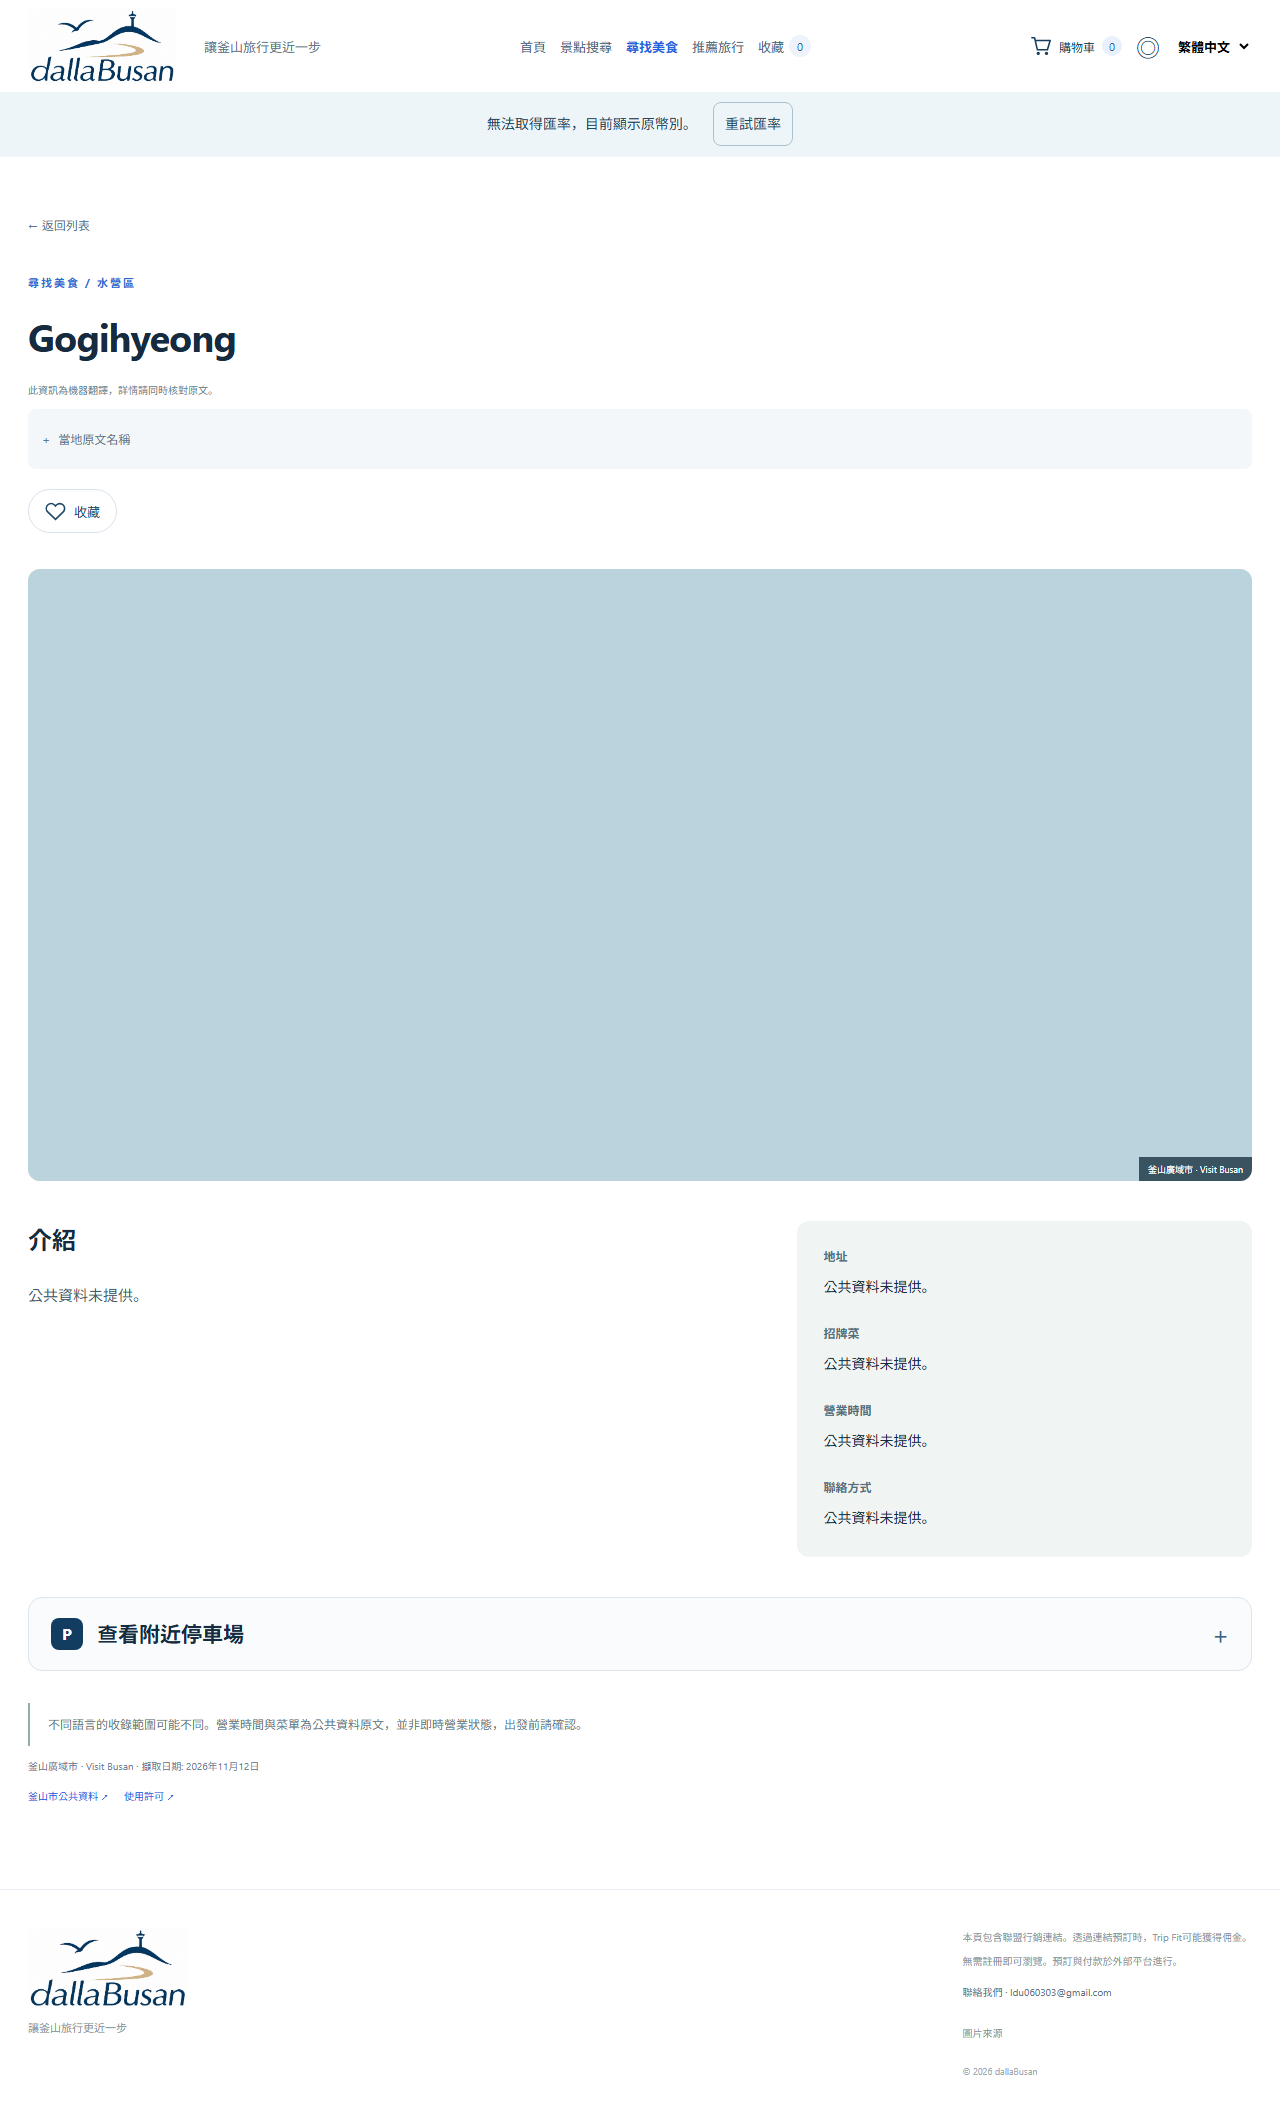 dallaBusan
讓釜山旅行更近一步
首頁 景點搜尋 尋找美食 推薦旅行 收藏 0
購物車 0
繁體中文
無法取得匯率，目前顯示原幣別。 重試匯率
← 返回列表
尋找美食 / 水營區
Gogihyeong
此資訊為機器翻譯，詳情請同時核對原文。
+ 當地原文名稱
收藏
釜山廣域市 · Visit Busan
介紹
公共資料未提供。
地址
公共資料未提供。
招牌菜
公共資料未提供。
營業時間
公共資料未提供。
聯絡方式
公共資料未提供。
P 查看附近停車場 +
不同語言的收錄範圍可能不同。營業時間與菜單為公共資料原文，並非即時營業狀態，出發前請確認。
釜山廣域市 · Visit Busan · 擷取日期: 2026年11月12日
釜山市公共資料 ↗ 使用許可 ↗
dallaBusan
讓釜山旅行更近一步
本頁包含聯盟行銷連結。透過連結預訂時，Trip Fit可能獲得佣金。
無需註冊即可瀏覽。預訂與付款於外部平台進行。
聯絡我們 · ldu060303@gmail.com
圖片來源
© 2026 dallaBusan